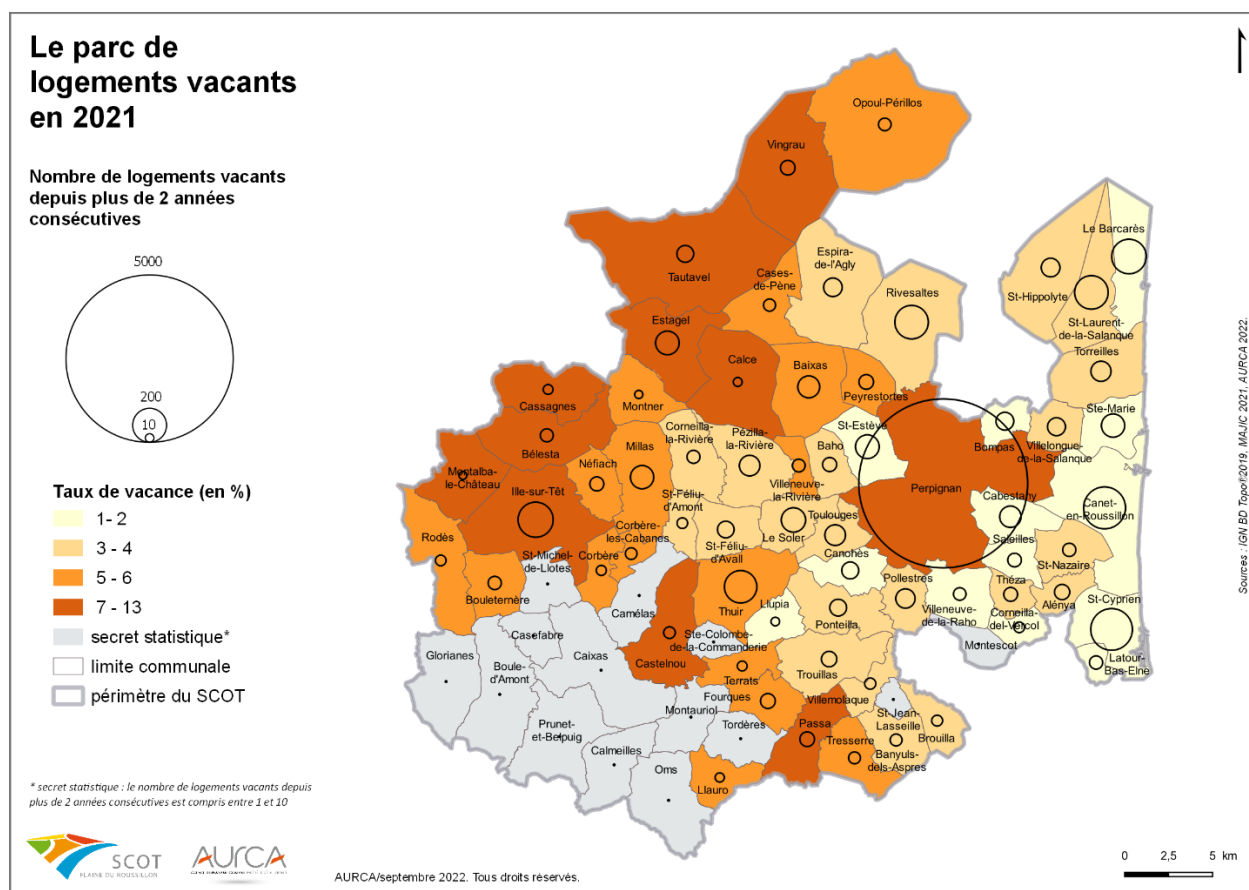 Le parc de
logements vacants
en 2021
Nombre de logements vacants
depuis plus de 2 années
consécutives
5000
200
10
Taux de vacance (en %)
1- 2
3 - 4
5 - 6
7 - 13
secret statistique*
limite communale
périmètre du SCOT
* secret statistique : le nombre de logements vacants depuis
plus de 2 années consécutives est compris entre 1 et 10
SCOT
PLAINE DU ROUSSILLON
AURCA
AURCA/septembre 2022. Tous droits réservés.
0 2,5 5 km
Sources : IGN BD Topo©2019, MAJIC 2021, AURCA 2022.
Opoul-Périllos
Vingrau
Le Barcarès
Tautavel
Espira-
de-l'Agly
Cases-
de-Pène
Rivesaltes
St-Hippolyte
St-Laurent-
de-la-Salanque
Estagel
Torreilles
Calce
Baixas
Peyrestortes
Cassagnes
Montner
Ste-Marie
St-Estève
Bompas
Villelongue-
de-la-Salanque
Corneilla-
la-Rivière
Pézilla-
la-Rivière
Baho
Bélesta
Millas
Néfiach
Villeneuve-
la-Rivière
Montalba-
le-Château
Ille-sur-Têt
Perpignan
Cabestany
Canet-
en-Roussillon
St-Féliu-
d'Amont
Toulouges
Le Soler
Corbère-
les-Cabanes
Rodès
St-Féliu-
d'Avall
Canohès
Saleilles
St-Nazaire
St-Michel-
de-Llotes
Corbère
Bouleternère
Thuir
Pollestres
Théza
Alénya
St-Cyprien
Camélas
Llupia
Ponteilla
Villeneuve-
de-la-Raho
Corneilla-
del-Vercol
Casefabre
Ste-Colombe-
de-la-Commanderie
Montescot
Glorianes
Boule-
d'Amont
Caixas
Castelnou
Latour-
Bas-Elne
Terrats
Trouillas
Fourques
Villemolaque
Montauriol
St-Jean-
Lasseille
Prunet-
et-Belpuig
Tordères
Passa
Brouilla
Calmeilles
Tresserre
Banyuls-
dels-Aspres
Oms
Llauro